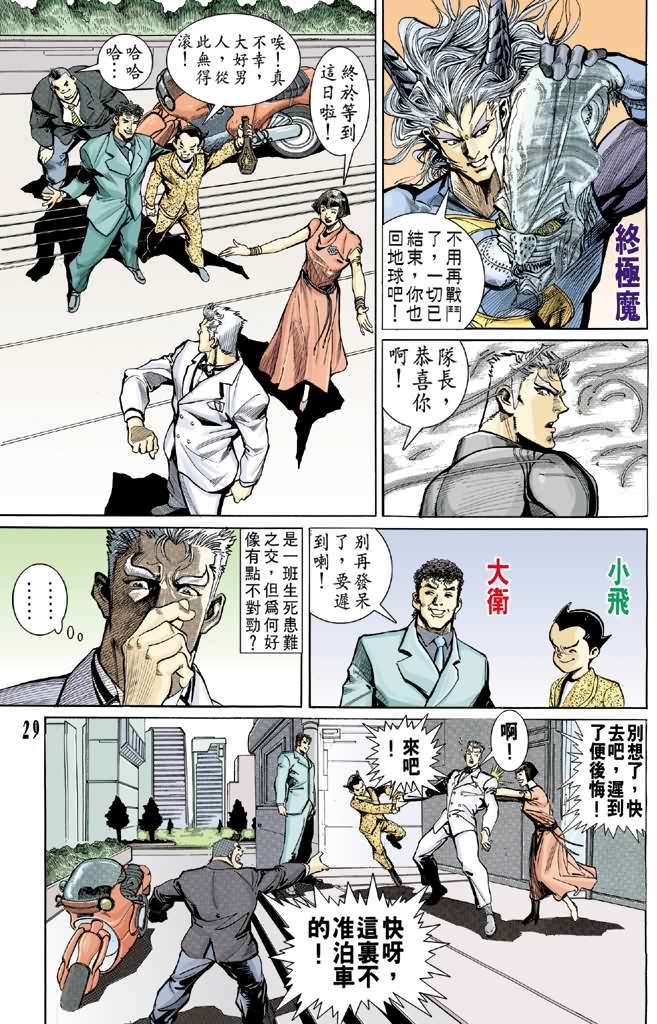 不用再戰鬥
了，一切已
結束，你也
回地球吧！
終極魔
終於等到
這日啦！
唉！真
不幸，
大好男
人，從
此無得
滾！
哈哈
哈…
隊長，
恭喜你
啊！
小飛
大衛
別再發呆
了，要遲
到喇！
是一班生死患難
之交，但爲何好
像有點不對勁？
⋯⋯
⋯⋯
29
別想了，快
去吧，遲到
了便後悔！
啊！
來吧
！
快呀，
這裏不
准泊車
的！